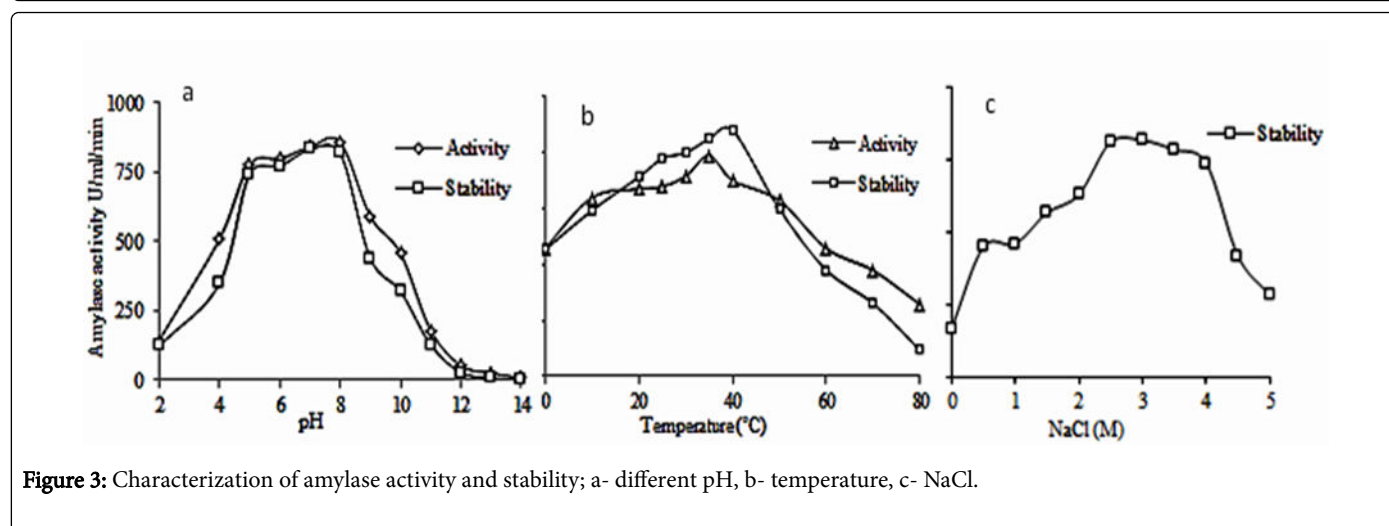 a
b
c
1000
750
500
250
0
Amylase activity U/ml/min
Activity
Stability
2 4 6 8 10 12 14
pH
Activity
Stability
0 20 40 60 80
Temperature(°C)
Stability
0 1 2 3 4 5
NaCl(M)
Figure 3: Characterization of amylase activity and stability; a- different pH, b- temperature, c- NaCl.